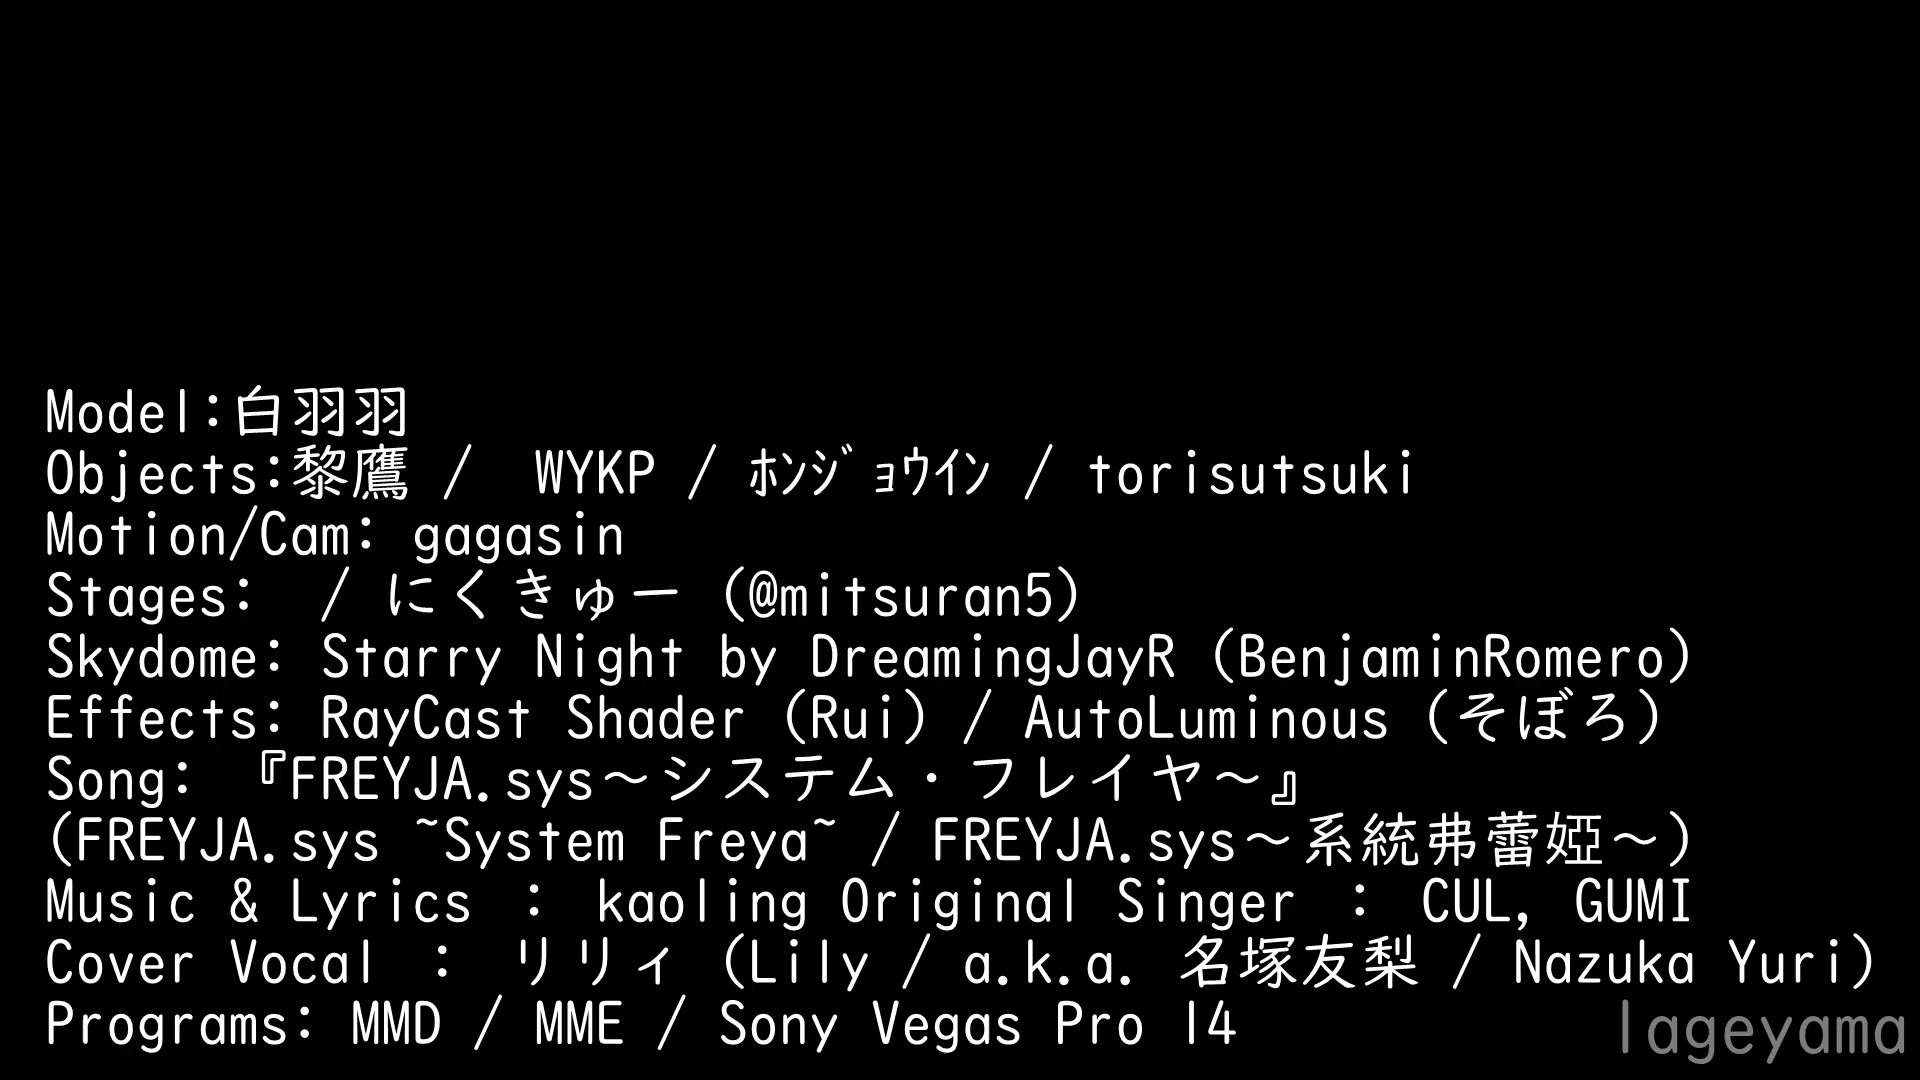 Model:白羽羽
Objects:黎鷹 /  WYKP / ﾎﾝｼﾞｮｳｲﾝ / torisutsuki
Motion/Cam: gagasin
Stages:  / にくきゅー (@mitsuran5)
Skydome: Starry Night by DreamingJayR (BenjaminRomero)
Effects: RayCast Shader (Rui) / AutoLuminous (そぼろ)
Song: 『FREYJA.sys～システム・フレイヤ～』
(FREYJA.sys ~System Freya~ / FREYJA.sys～系統弗蕾婭～)
Music & Lyrics ： kaoling Original Singer ： CUL, GUMI
Cover Vocal ： リリィ (Lily / a.k.a. 名塚友梨 / Nazuka Yuri)
Programs: MMD / MME / Sony Vegas Pro 14
lageyama